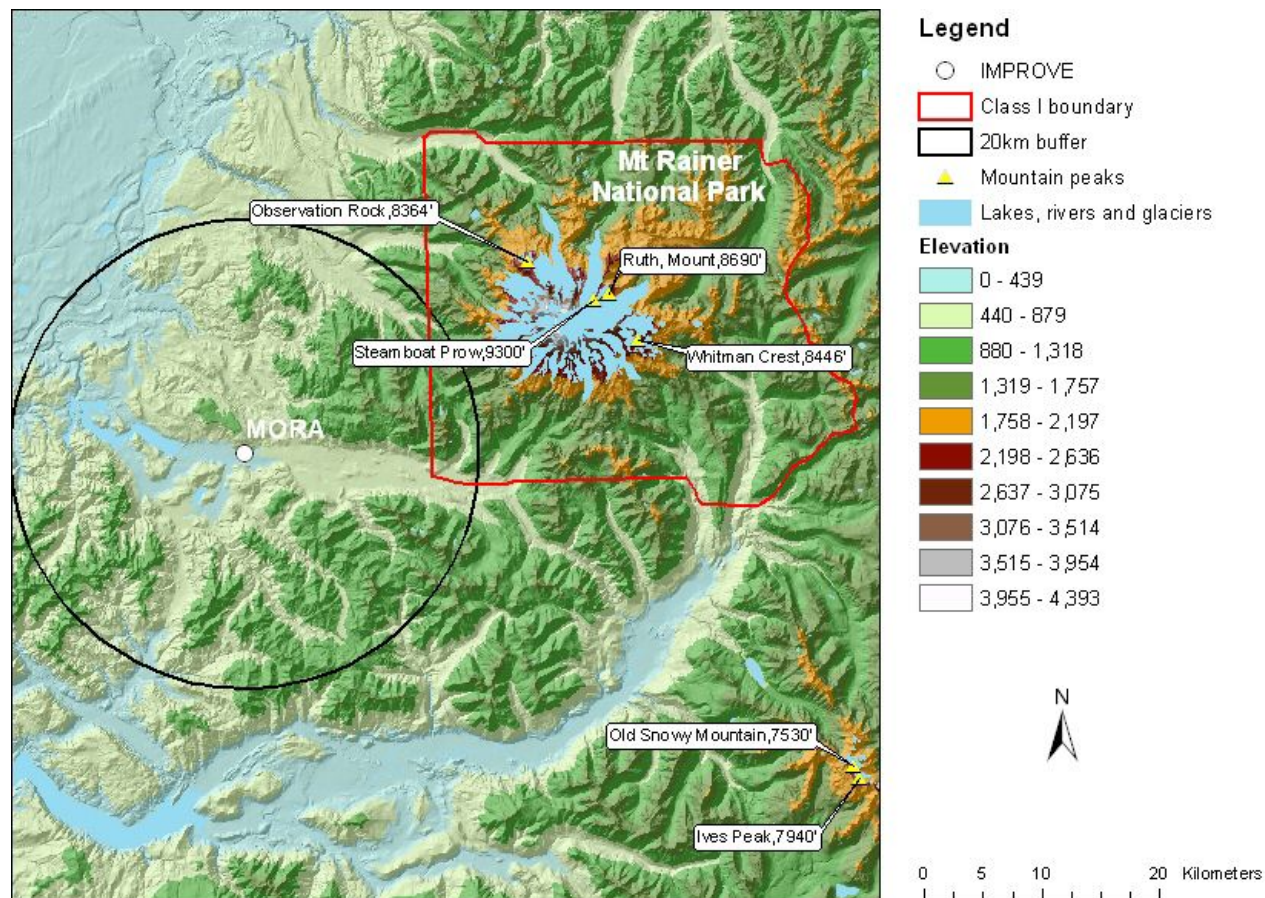 Mt Rainer
National Park
Observation Rock,8364'
Ruth, Mount,8690'
Steamboat Prow,9300'
Whitman Crest,8446'
MORA
Old Snowy Mountain,7530'
Ives Peak,7940'
Legend
IMPROVE
Class I boundary
20km buffer
Mountain peaks
Lakes, rivers and glaciers
Elevation
0 - 439
440 - 879
880 - 1,318
1,319 - 1,757
1,758 - 2,197
2,198 - 2,636
2,637 - 3,075
3,076 - 3,514
3,515 - 3,954
3,955 - 4,393
N
0 5 10 20 Kilometers